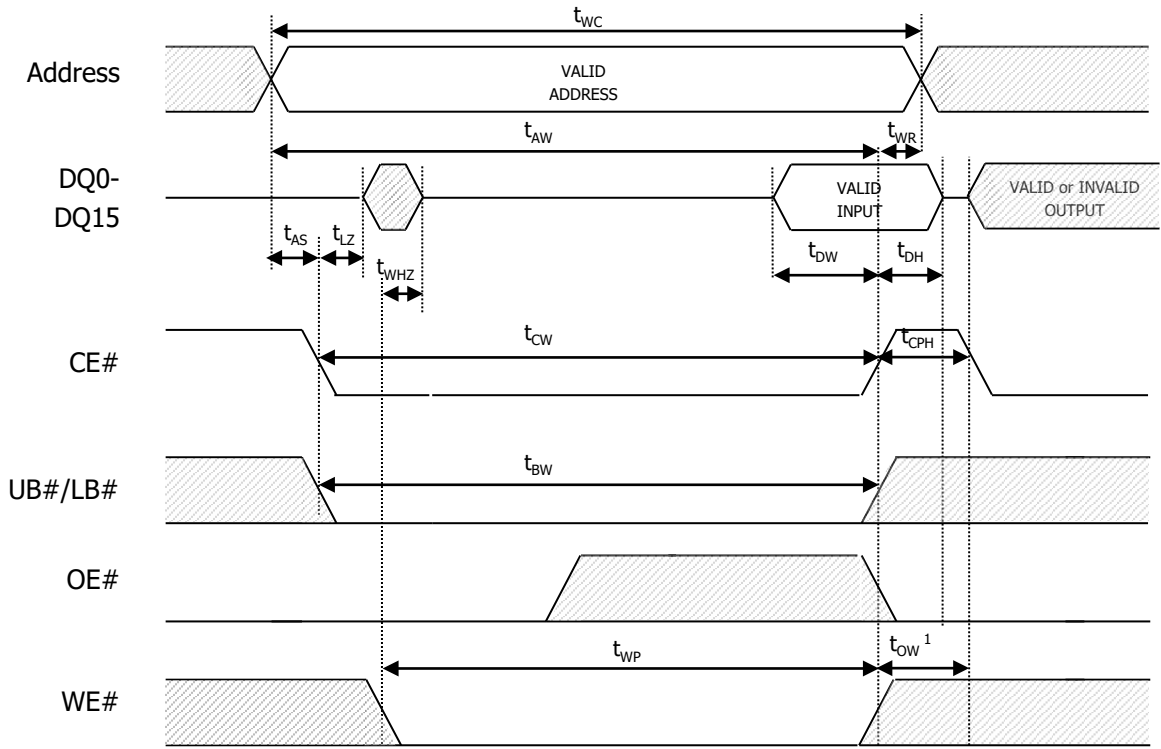 tWC
Address
VALID
ADDRESS
tAW
tWR
DQ0-
DQ15
VALID
INPUT
VALID or INVALID
OUTPUT
tAS
tLZ
tWHZ
tDW
tDH
CE#
tCW
tCPH
UB#/LB#
tBW
OE#
tWP
tOW 1
WE#